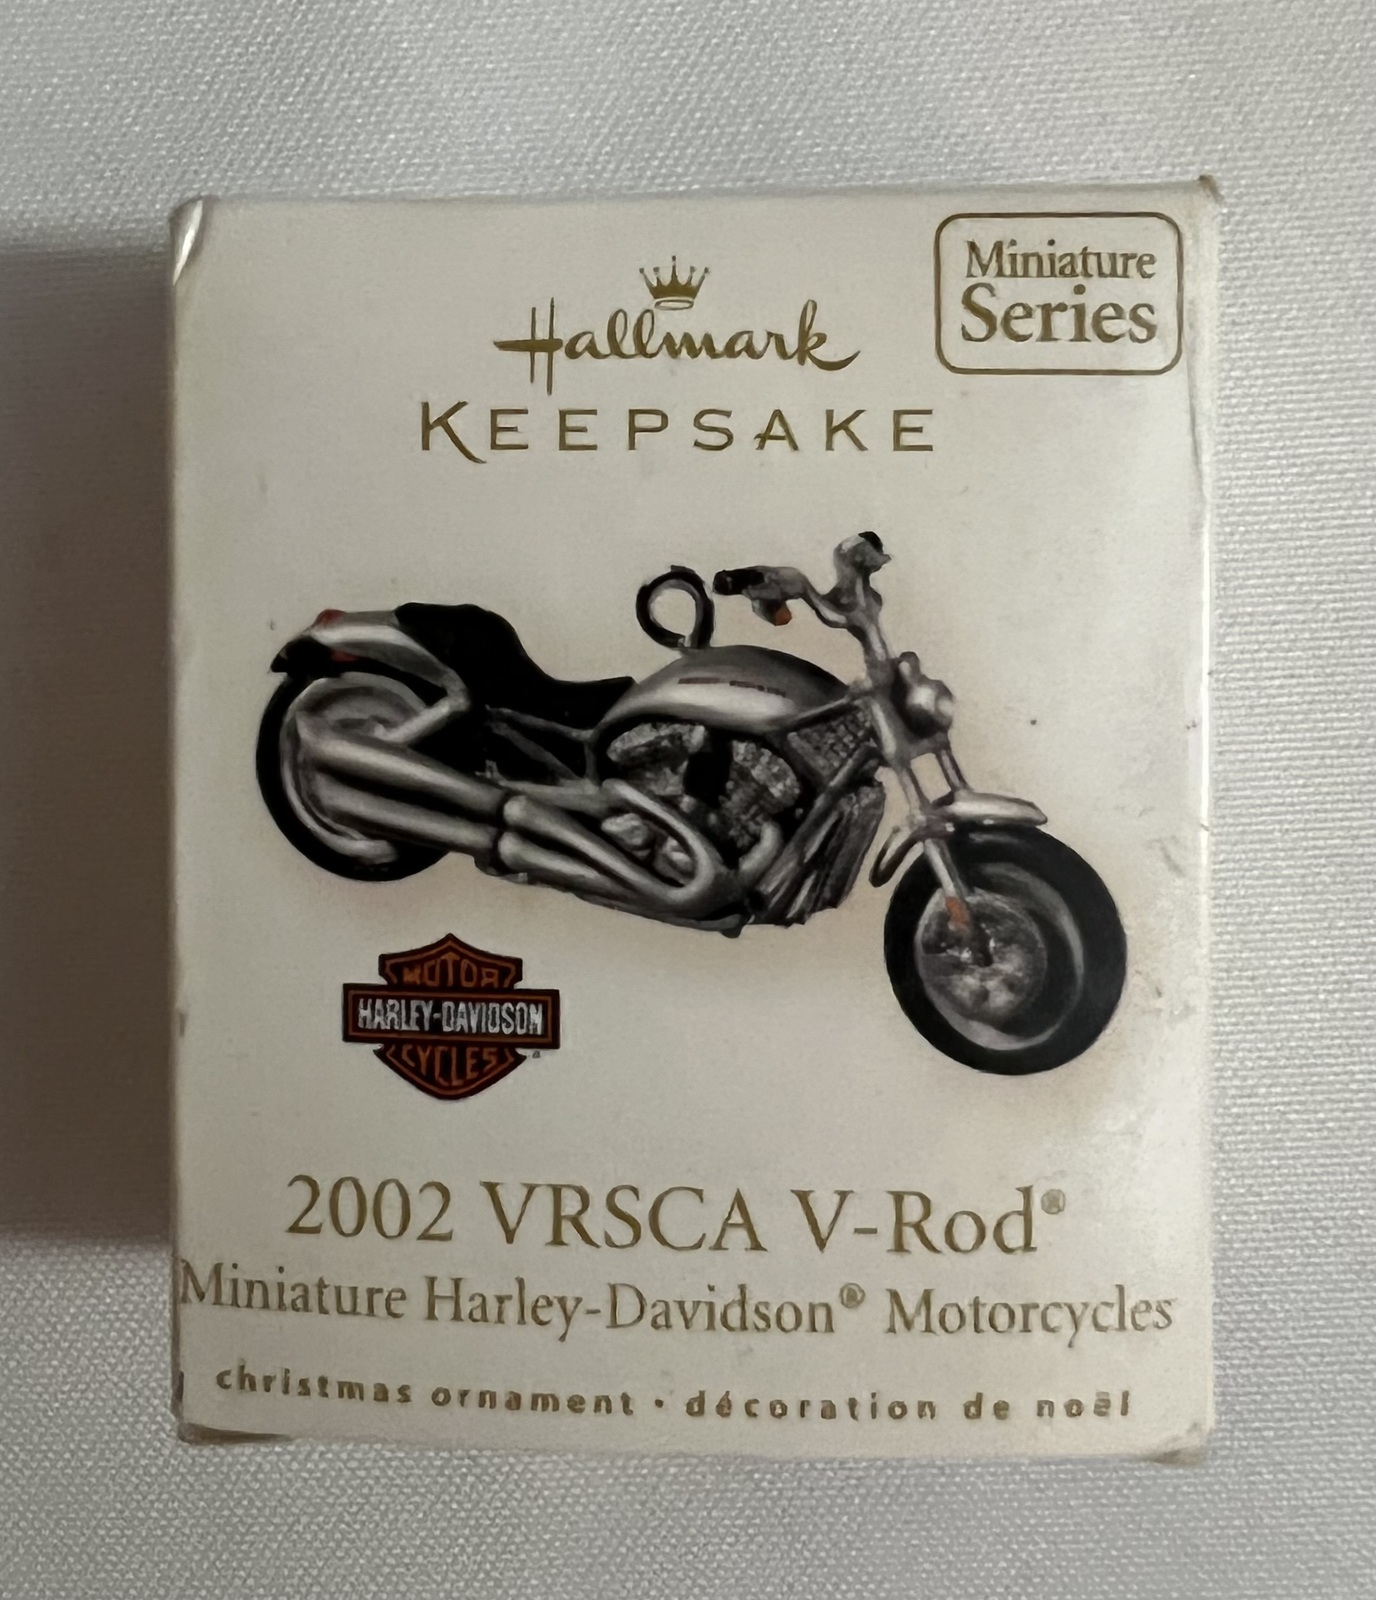 Miniature
Series
Hallmark
KEEPSAKE
MOTOR
HARLEY-DAVIDSON
CYCLES
®
2002 VRSCA V-Rod®
Miniature Harley-Davidson® Motorcycles
christmas ornament • décoration de noël